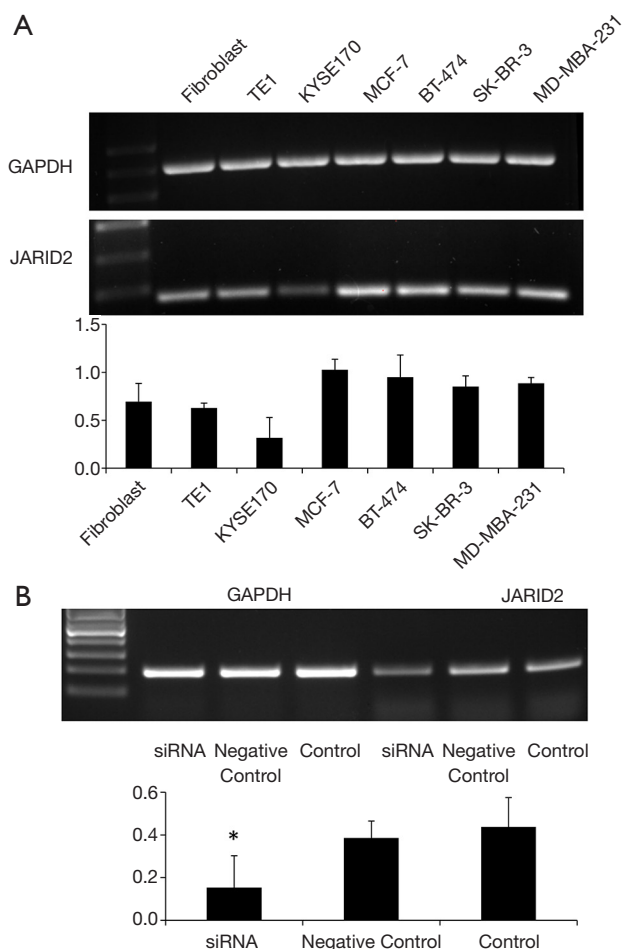 A
Fibroblast TE1 KYSE170 MCF-7 BT-474 SK-BR-3 MD-MBA-231
GAPDH
JARID2
1.5
1.0
0.5
0.0
Fibroblast TE1 KYSE170 MCF-7 BT-474 SK-BR-3 MD-MBA-231
B
GAPDH JARID2
siRNA Negative Control siRNA Negative Control
Control Control
0.6
0.4
*
0.2
0.0
siRNA Negative Control Control